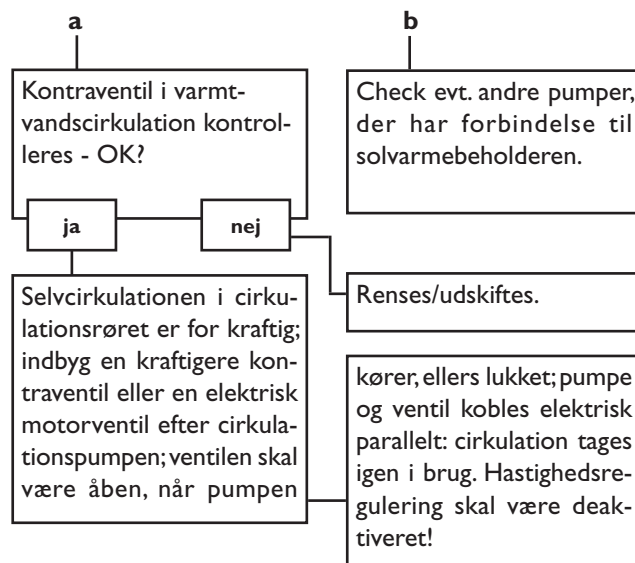 a
Kontraventil i varmt-
vandscirkulation kontrol-
leres - OK?
ja
nej
Selvcirkulationen i cirku-
lationsrøret er for kraftig;
indbyg en kraftigere kon-
traventil eller en elektrisk
motorventil efter cirkula-
tionspumpen; ventilen skal
være åben, når pumpen
b
Check evt. andre pumper,
der har forbindelse til
solvarmebeholderen.
Renses/udskiftes.
kører, ellers lukket; pumpe
og ventil kobles elektrisk
parallelt: cirkulation tages
igen i brug. Hastighedsre-
gulering skal være deak-
tiveret!